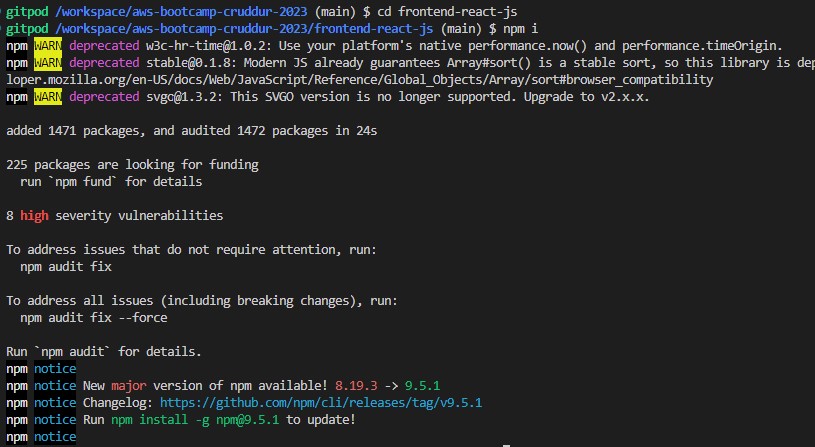 gitpod /workspace/aws-bootcamp-cruddur-2023 (main) $ cd frontend-react-js
gitpod /workspace/aws-bootcamp-cruddur-2023/frontend-react-js (main) $ npm i
npm WARN deprecated w3c-hr-time@1.0.2: Use your platform's native performance.now() and performance.timeOrigin.
npm WARN deprecated stable@0.1.8: Modern JS already guarantees Array#sort() is a stable sort, so this library is dep
loper.mozilla.org/en-US/docs/Web/JavaScript/Reference/Global_Objects/Array/sort#browser_compatibility
npm WARN deprecated svgo@1.3.2: This SVGO version is no longer supported. Upgrade to v2.x.x.
added 1471 packages, and audited 1472 packages in 24s
225 packages are looking for funding
run `npm fund` for details
8 high severity vulnerabilities
To address issues that do not require attention, run:
npm audit fix
To address all issues (including breaking changes), run:
npm audit fix --force
Run `npm audit` for details.
npm notice
npm notice New major version of npm available! 8.19.3 -> 9.5.1
npm notice Changelog: https://github.com/npm/cli/releases/tag/v9.5.1
npm notice Run npm install -g npm@9.5.1 to update!
npm notice